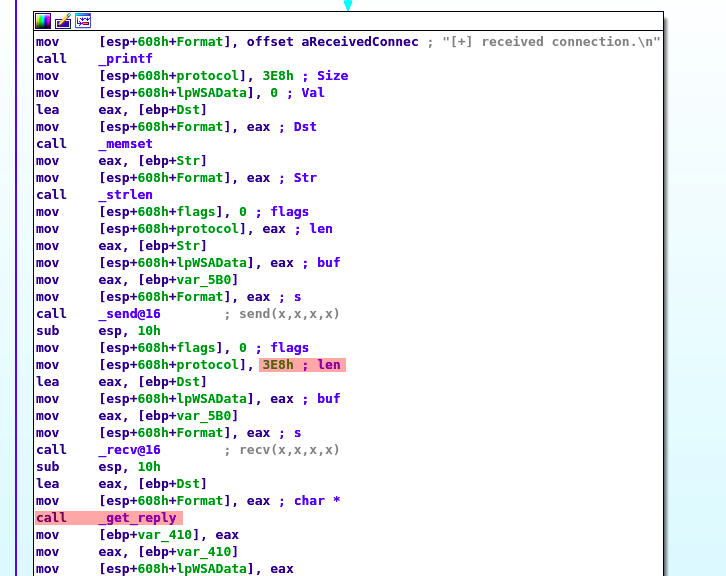 mov [esp+608h+Format], offset aReceivedConnec ; "[+] received connection.\n"
call _printf
mov [esp+608h+protocol], 3E8h ; Size
mov [esp+608h+lpWSAData], 0 ; Val
lea eax, [ebp+Dst]
mov [esp+608h+Format], eax ; Dst
call _memset
mov eax, [ebp+Str]
mov [esp+608h+Format], eax ; Str
call _strlen
mov [esp+608h+flags], 0 ; flags
mov [esp+608h+protocol], eax ; len
mov eax, [ebp+Str]
mov [esp+608h+lpWSAData], eax ; buf
mov eax, [ebp+var_5B0]
mov [esp+608h+Format], eax ; s
call _send@16 ; send(x,x,x,x)
sub esp, 10h
mov [esp+608h+flags], 0 ; flags
mov [esp+608h+protocol], 3E8h ; len
lea eax, [ebp+Dst]
mov [esp+608h+lpWSAData], eax ; buf
mov eax, [ebp+var_5B0]
mov [esp+608h+Format], eax ; s
call _recv@16 ; recv(x,x,x,x)
sub esp, 10h
lea eax, [ebp+Dst]
mov [esp+608h+Format], eax ; char *
call _get_reply
mov [ebp+var_410], eax
mov eax, [ebp+var_410]
mov [esp+608h+lpWSAData], eax